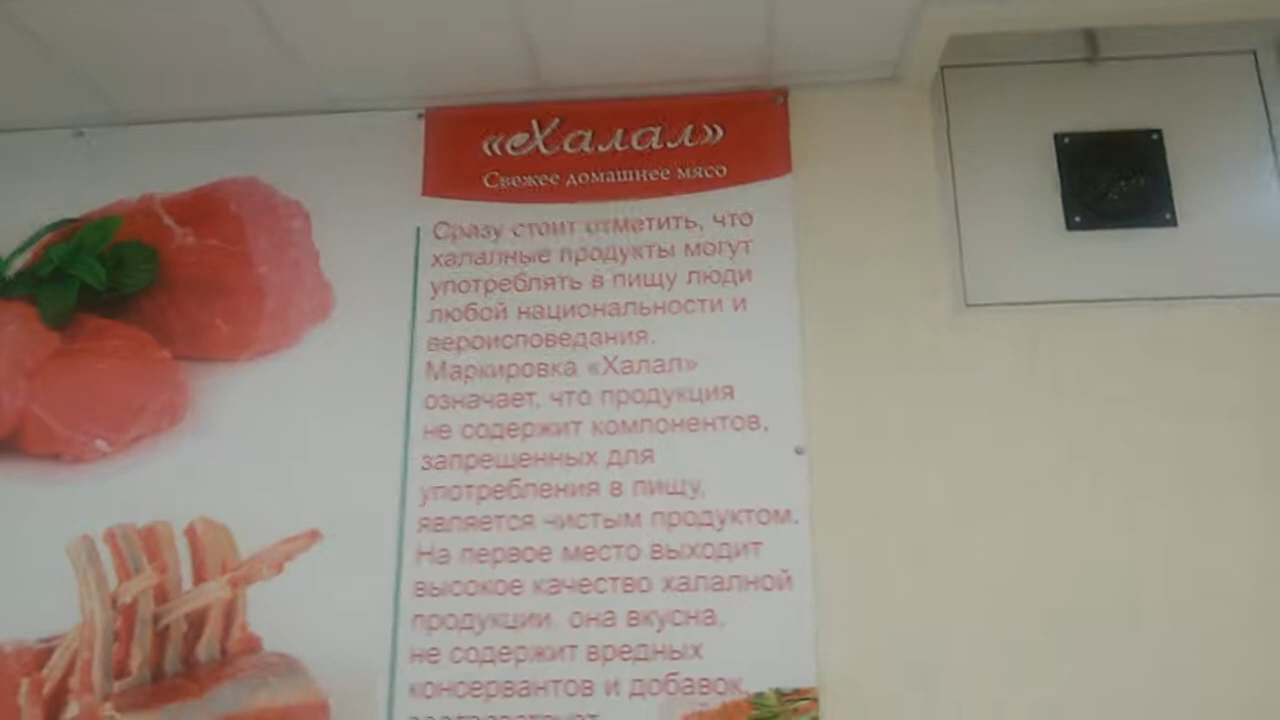 «Халал»
Свежее домашнее мясо
Сразу стоит отметить, что
халалные продукты могут
употреблять в пищу люди
любой национальности и
вероисповедания.
Маркировка «Халал»
означает, что продукция
не содержит компонентов,
запрещенных для
употребления в пищу,
является чистым продуктом.
На первое место выходит
высокое качество халалной
продукции, она вкусна,
не содержит вредных
консервантов и добавок,